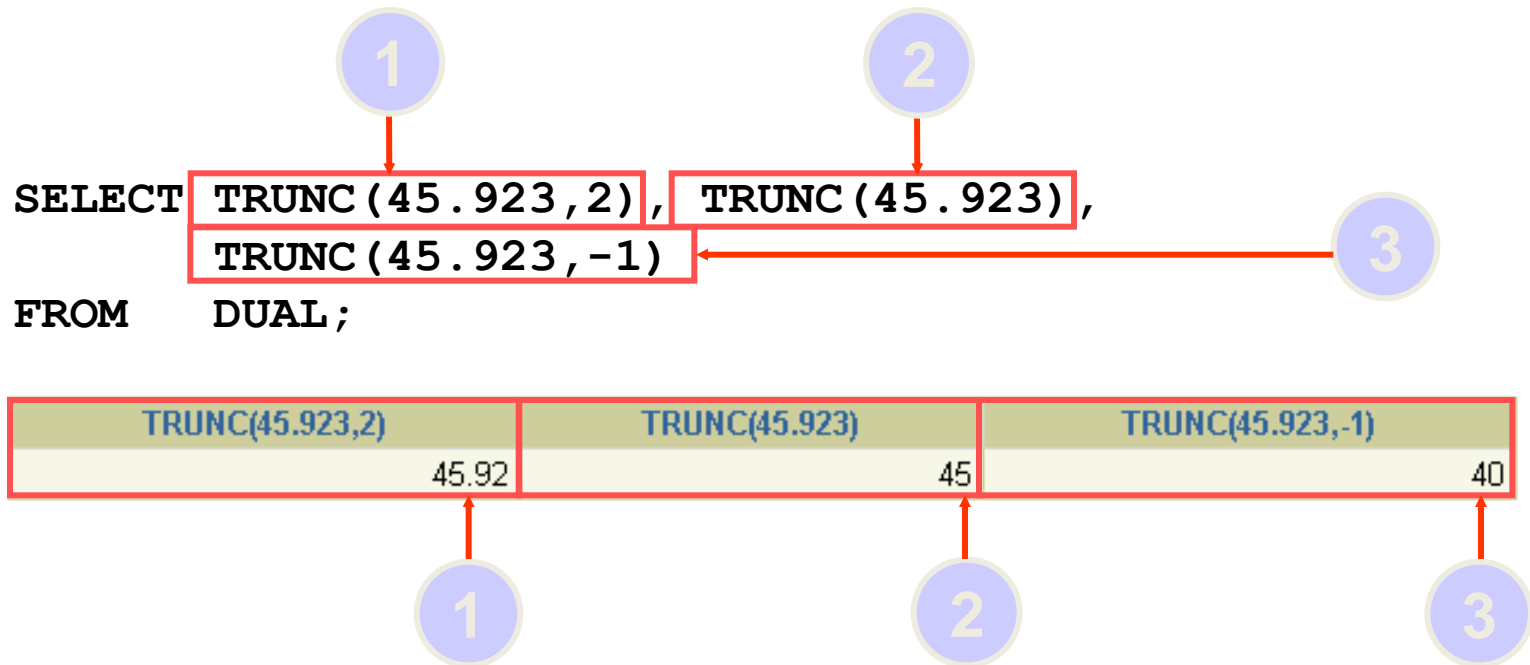 1 2
SELECT TRUNC(45.923,2), TRUNC(45.923),
TRUNC(45.923,-1)
3
FROM DUAL;
TRUNC(45.923,2) TRUNC(45.923) TRUNC(45.923,-1)
45.92 45 40
1 2 3